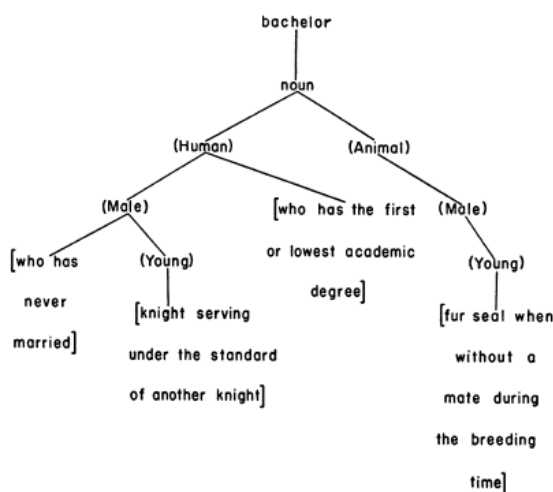 bachelor
noun
(Human)
(Animal)
(Male)
[who has the first
or lowest academic
degree]
(Male)
[who has
never
married]
(Young)
[knight serving
under the standard
of another knight]
(Young)
[fur seal when
without a
mate during
the breeding
time]